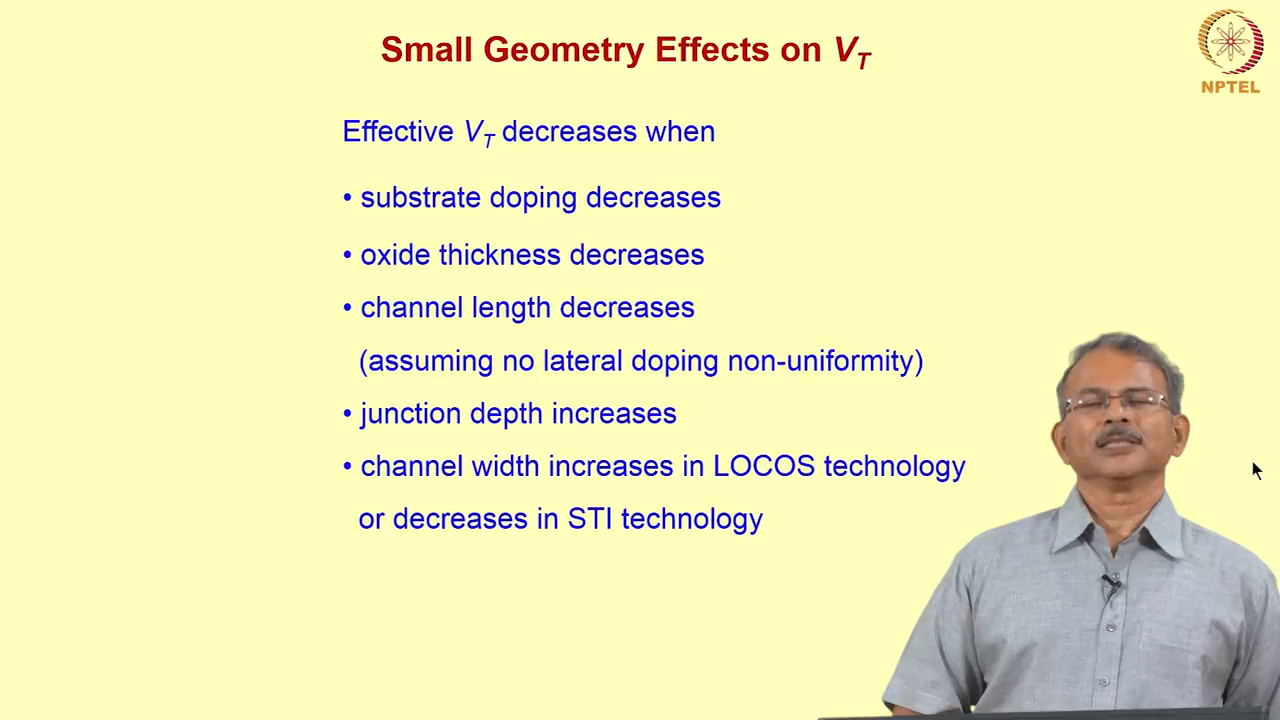 Small Geometry Effects on VT
NPTEL
Effective VT decreases when
• substrate doping decreases
• oxide thickness decreases
• channel length decreases
(assuming no lateral doping non-uniformity)
• junction depth increases
• channel width increases in LOCOS technology
or decreases in STI technology